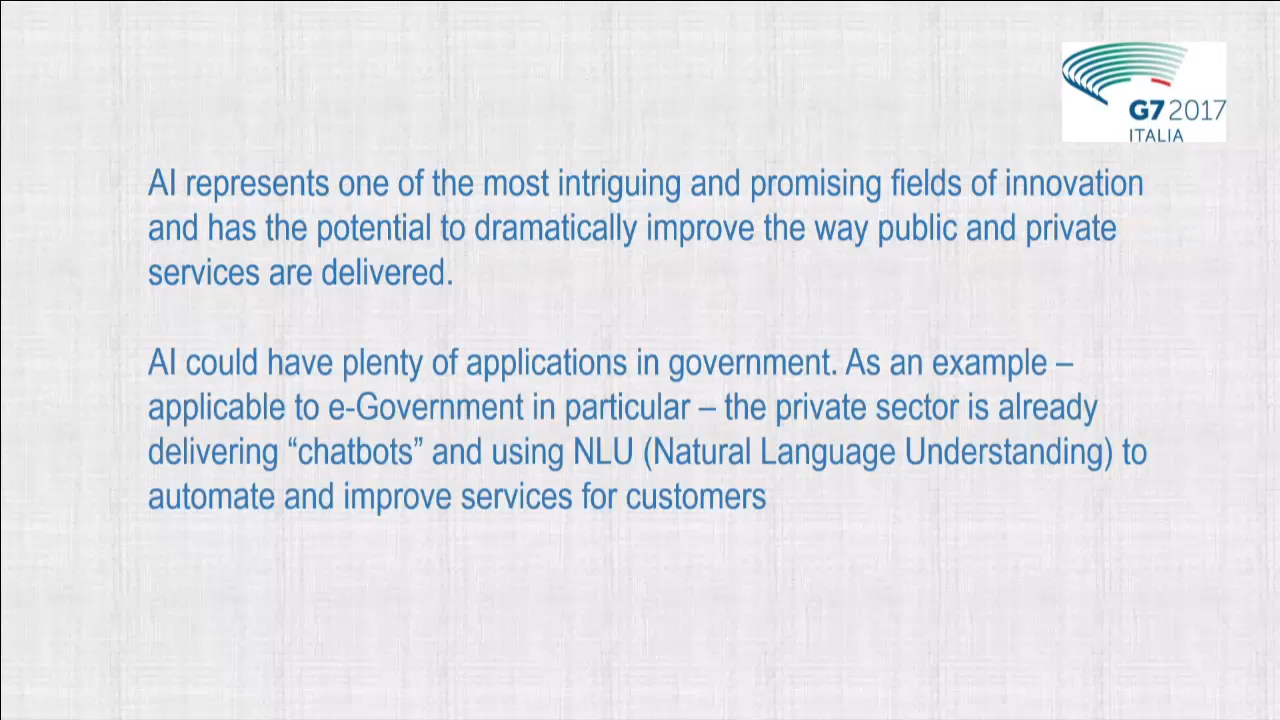 G7 2017
ITALIA
AI represents one of the most intriguing and promising fields of innovation
and has the potential to dramatically improve the way public and private
services are delivered.
AI could have plenty of applications in government. As an example –
applicable to e-Government in particular – the private sector is already
delivering “chatbots” and using NLU (Natural Language Understanding) to
automate and improve services for customers